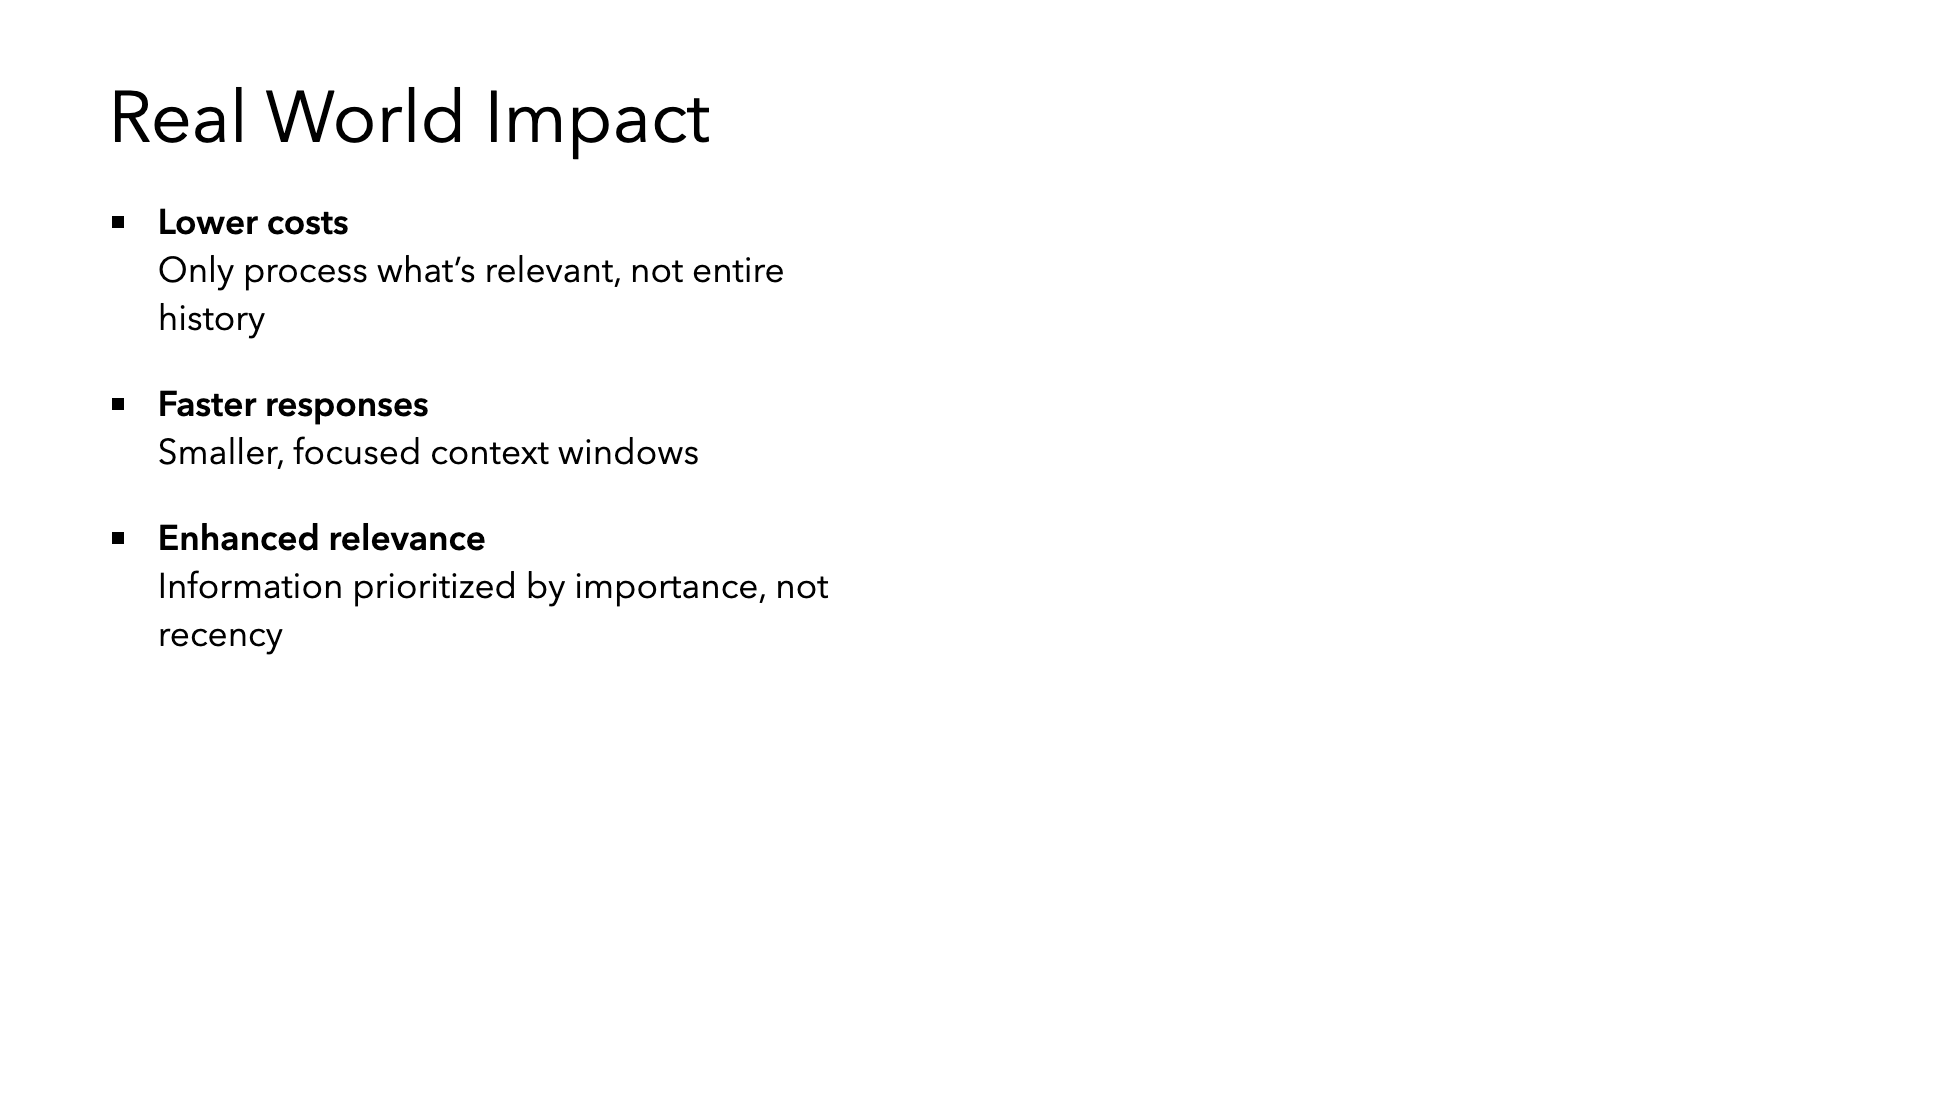 Real World Impact
▪ Lower costs
Only process what’s relevant, not entire
history
▪ Faster responses
Smaller, focused context windows
▪ Enhanced relevance
Information prioritized by importance, not
recency